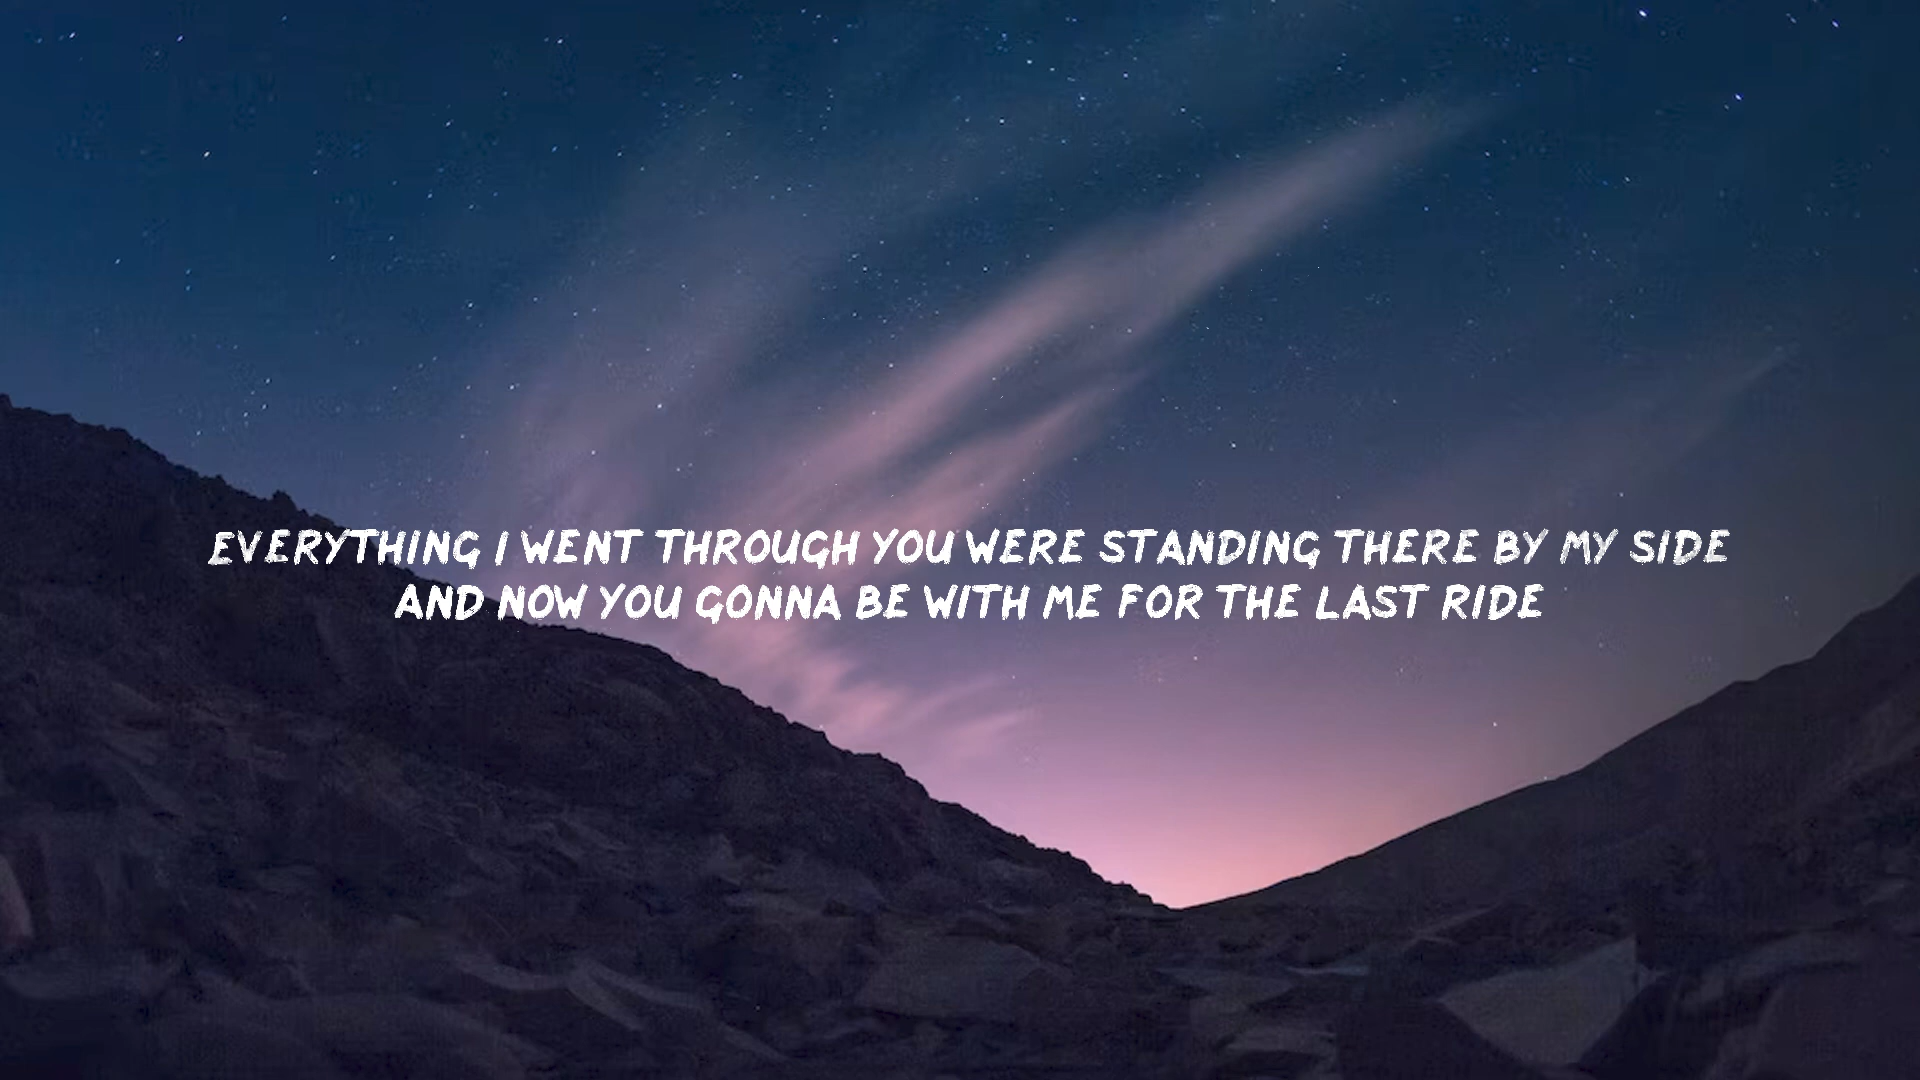 EVERYTHING I WENT THROUGH YOU WERE STANDING THERE BY MY SIDE
AND NOW YOU GONNA BE WITH ME FOR THE LAST RIDE